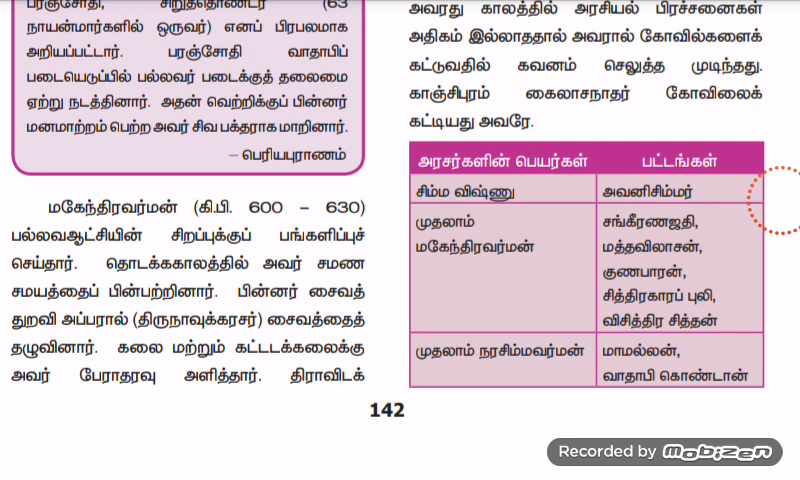 பரஞ்சோதி, சிறுத்தொண்டர் (63
நாயன்மார்களில் ஒருவர்) எனப் பிரபலமாக
அறியப்பட்டார். பரஞ்சோதி வாதாபிப்
படையெடுப்பில் பல்லவர் படைக்குத் தலைமை
ஏற்று நடத்தினார். அதன் வெற்றிக்குப் பின்னர்
மனமாற்றம் பெற்ற அவர் சிவ பக்தராக மாறினார்.
– பெரியபுராணம்
மகேந்திரவர்மன் (கி.பி. 600 – 630)
பல்லவஆட்சியின் சிறப்புக்குப் பங்களிப்புச்
செய்தார். தொடக்ககாலத்தில் அவர் சமண
சமயத்தைப் பின்பற்றினார். பின்னர் சைவத்
துறவி அப்பரால் (திருநாவுக்கரசர்) சைவத்தைத்
தழுவினார். கலை மற்றும் கட்டடக்கலைக்கு
அவர் பேராதரவு அளித்தார். திராவிடக்
அவரது காலத்தில் அரசியல் பிரச்சனைகள்
அதிகம் இல்லாததால் அவரால் கோவில்களைக்
கட்டுவதில் கவனம் செலுத்த முடிந்தது.
காஞ்சிபுரம் கைலாசநாதர் கோவிலைக்
கட்டியது அவரே.
அரசர்களின் பெயர்கள் பட்டங்கள்
சிம்ம விஷ்ணு அவனிசிம்மர்
முதலாம் சங்கீரணஜதி,
மகேந்திரவர்மன் மத்தவிலாசன்,
குணபாரன்,
சித்திரகாரப் புலி,
விசித்திர சித்தன்
முதலாம் நரசிம்மவர்மன் மாமல்லன்,
வாதாபி கொண்டான்
142
Recorded by mobizen